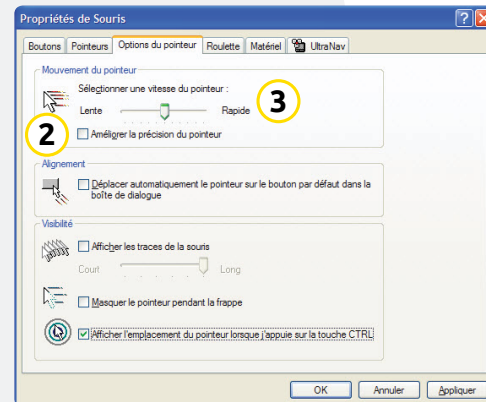 Propriétés de Souris
Boutons Pointeurs Options du pointeur Roulette Matériel UltraNav
Mouvement du pointeur
Sélectionner une vitesse du pointeur :
Lente Rapide
3
2
Améliorer la précision du pointeur
Alignement
Déplacer automatiquement le pointeur sur le bouton par défaut dans la
boîte de dialogue
Visibilité
Afficher les traces de la souris
Court Long
Masquer le pointeur pendant la frappe
Afficher l'emplacement du pointeur lorsque j'appuie sur la touche CTRL
OK Annuler Appliquer